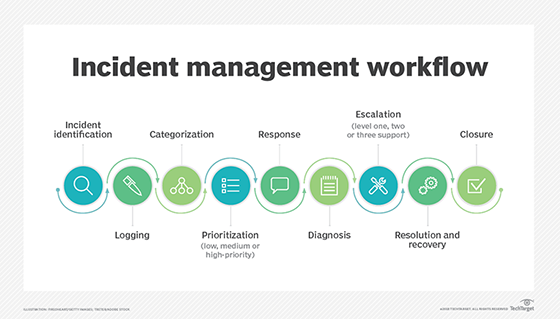 Incident management workflow
Incident
identification
Logging
Categorization
Prioritization
(low, medium or
high-priority)
Response
Diagnosis
Escalation
(level one, two
or three support)
Resolution and
recovery
Closure
TechTarget